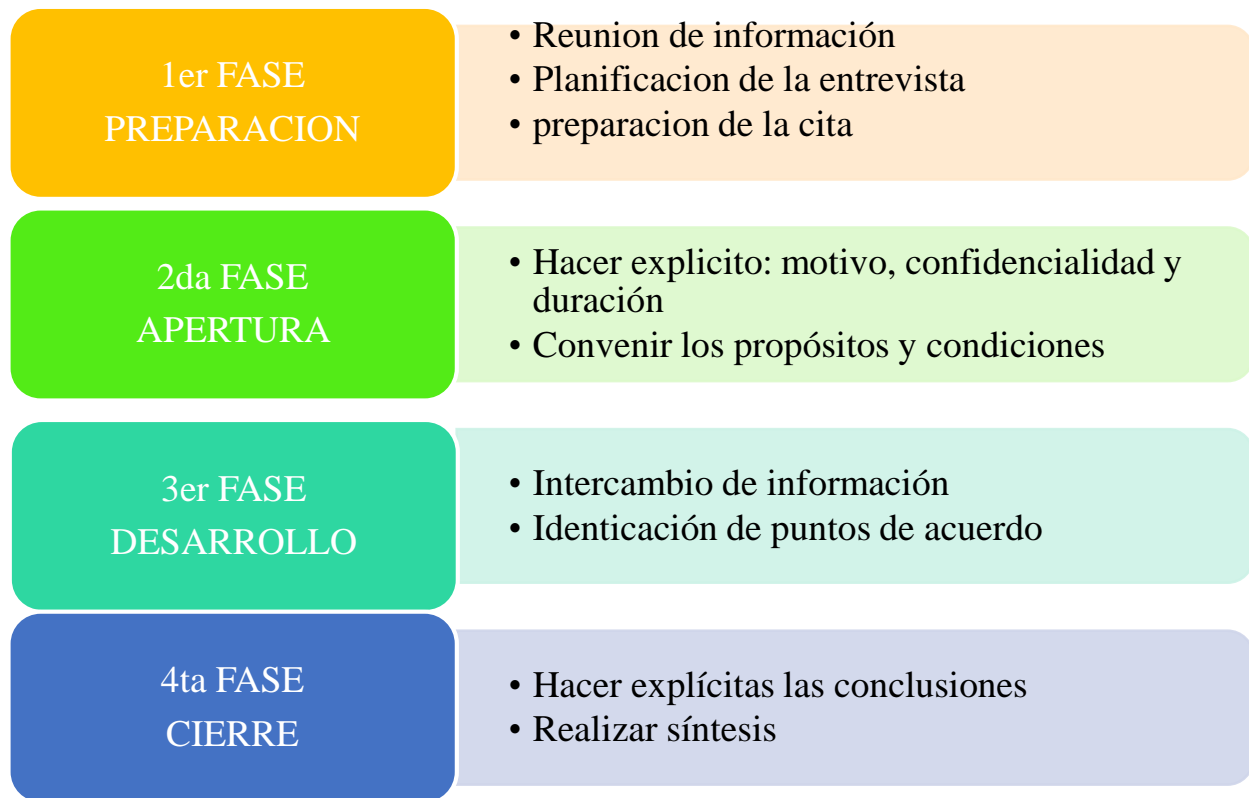 1er FASE
PREPARACION
• Reunion de información
• Planificacion de la entrevista
• preparacion de la cita
2da FASE
APERTURA
• Hacer explicito: motivo, confidencialidad y
duración
• Convenir los propósitos y condiciones
3er FASE
DESARROLLO
• Intercambio de información
• Identicación de puntos de acuerdo
4ta FASE
CIERRE
• Hacer explícitas las conclusiones
• Realizar síntesis